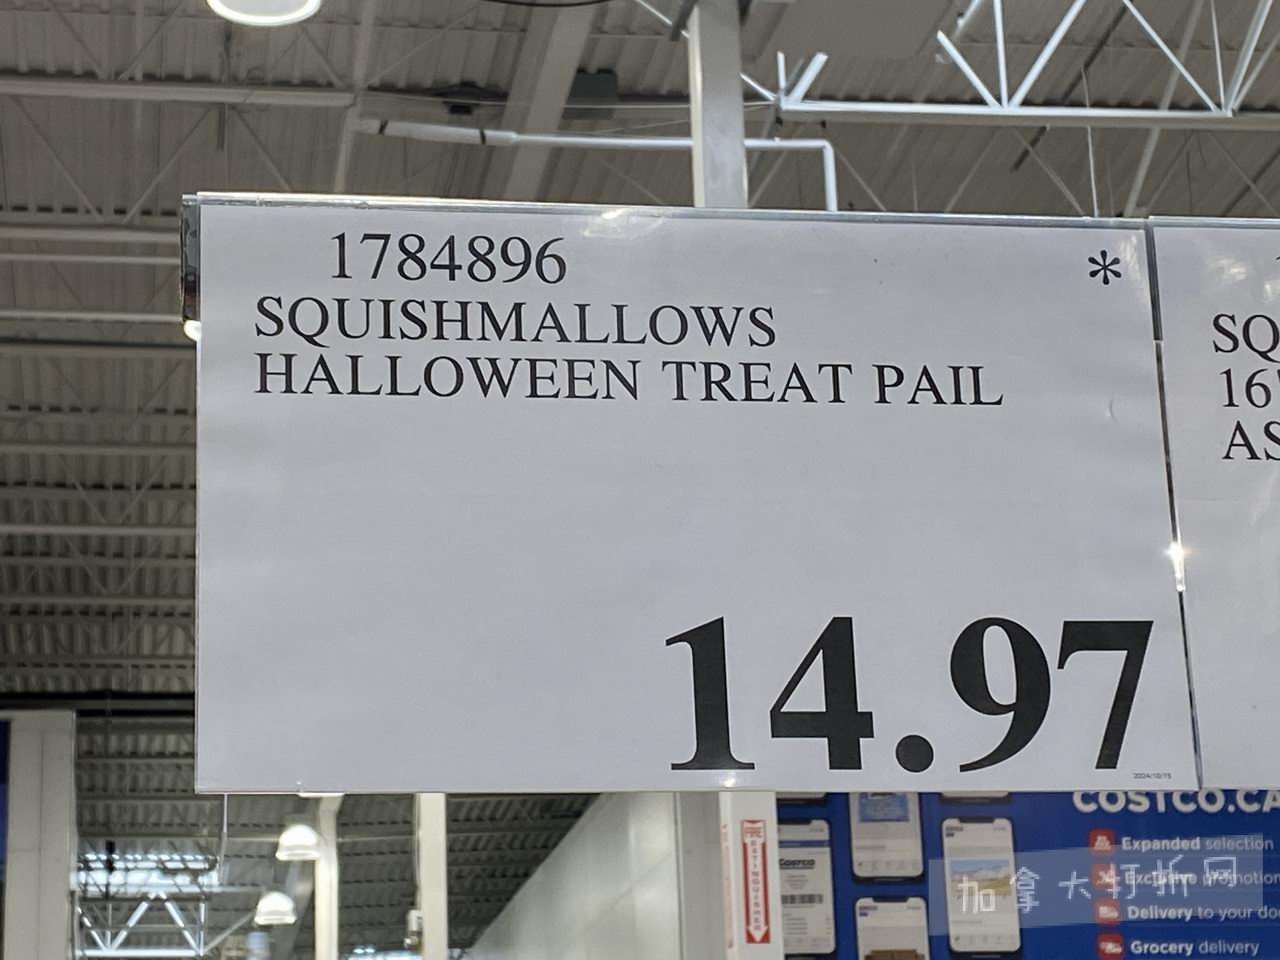 1784896
*
SQUISHMALLOWS
HALLOWEEN TREAT PAIL
14.97
2024/10/15
SQ
16"
AS
FIRE
EXTINGUISHER
COSTCO
COSTCO.CA
Expanded selection
Exclusive promotion
Delivery to your do
Grocery delivery
加拿大打折网